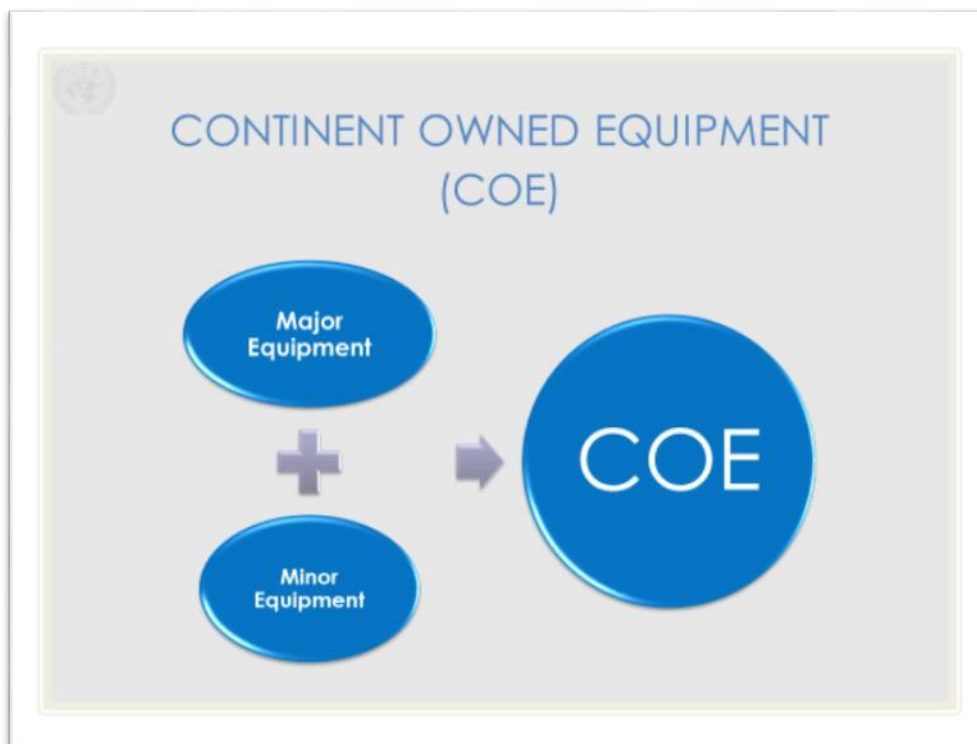 CONTINENT OWNED EQUIPMENT
(COE)
Major
Equipment
Minor
Equipment
COE